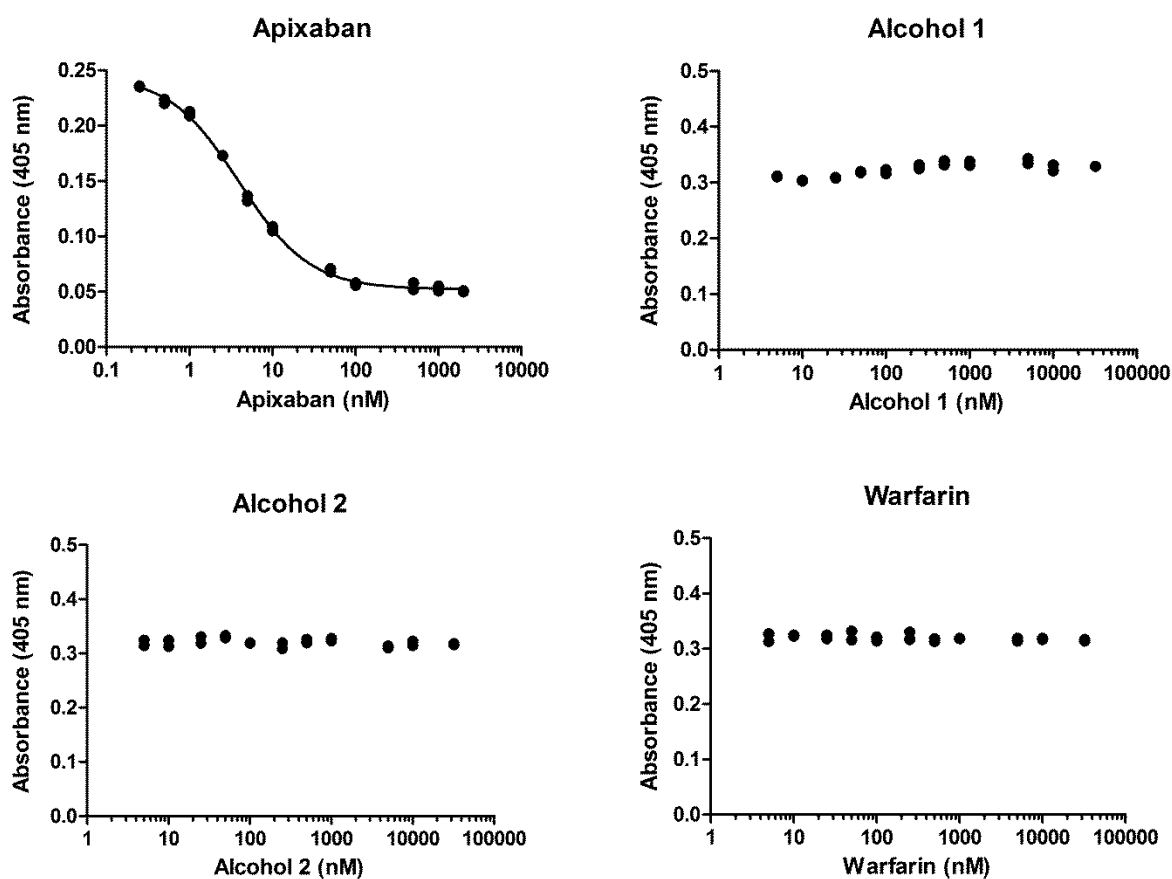 Apixaban
Absorbance (405 nm)
0.25
0.20
0.15
0.10
0.05
0.00
0.1 1 10 100 1000 10000
Apixaban (nM)
Alcohol 1
Absorbance (405 nm)
0.5
0.4
0.3
0.2
0.1
0.0
1 10 100 1000 10000 100000
Alcohol 1 (nM)
Alcohol 2
Absorbance (405 nm)
0.5
0.4
0.3
0.2
0.1
0.0
1 10 100 1000 10000 100000
Alcohol 2 (nM)
Warfarin
Absorbance (405 nm)
0.5
0.4
0.3
0.2
0.1
0.0
1 10 100 1000 10000 100000
Warfarin (nM)